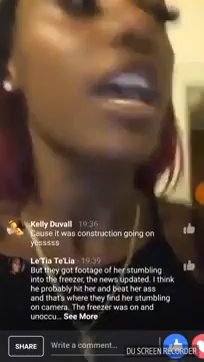 Kelly Duvall · 19:36
Cause it was construction going on
yessss
Le'Tia Te'Lia · 19:39
But they got footage of her stumbling
into the freezer, the news updated. I think
he probably hit her and beat her ass
and that's where they find her stumbling
on camera. The freezer was on and
unoccu... See More
SHARE
Write a comment...
DU SCREEN RECORDER